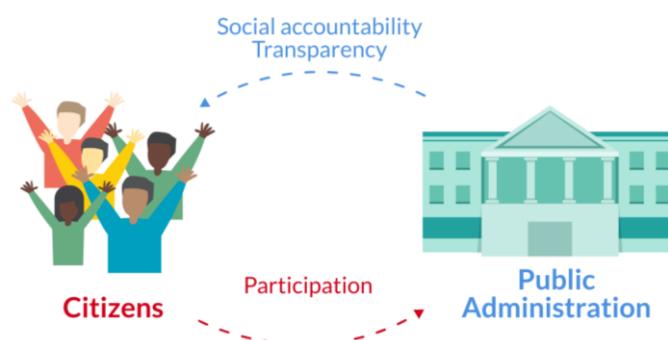 Social accountability
Transparency
Participation
Citizens
Public
Administration